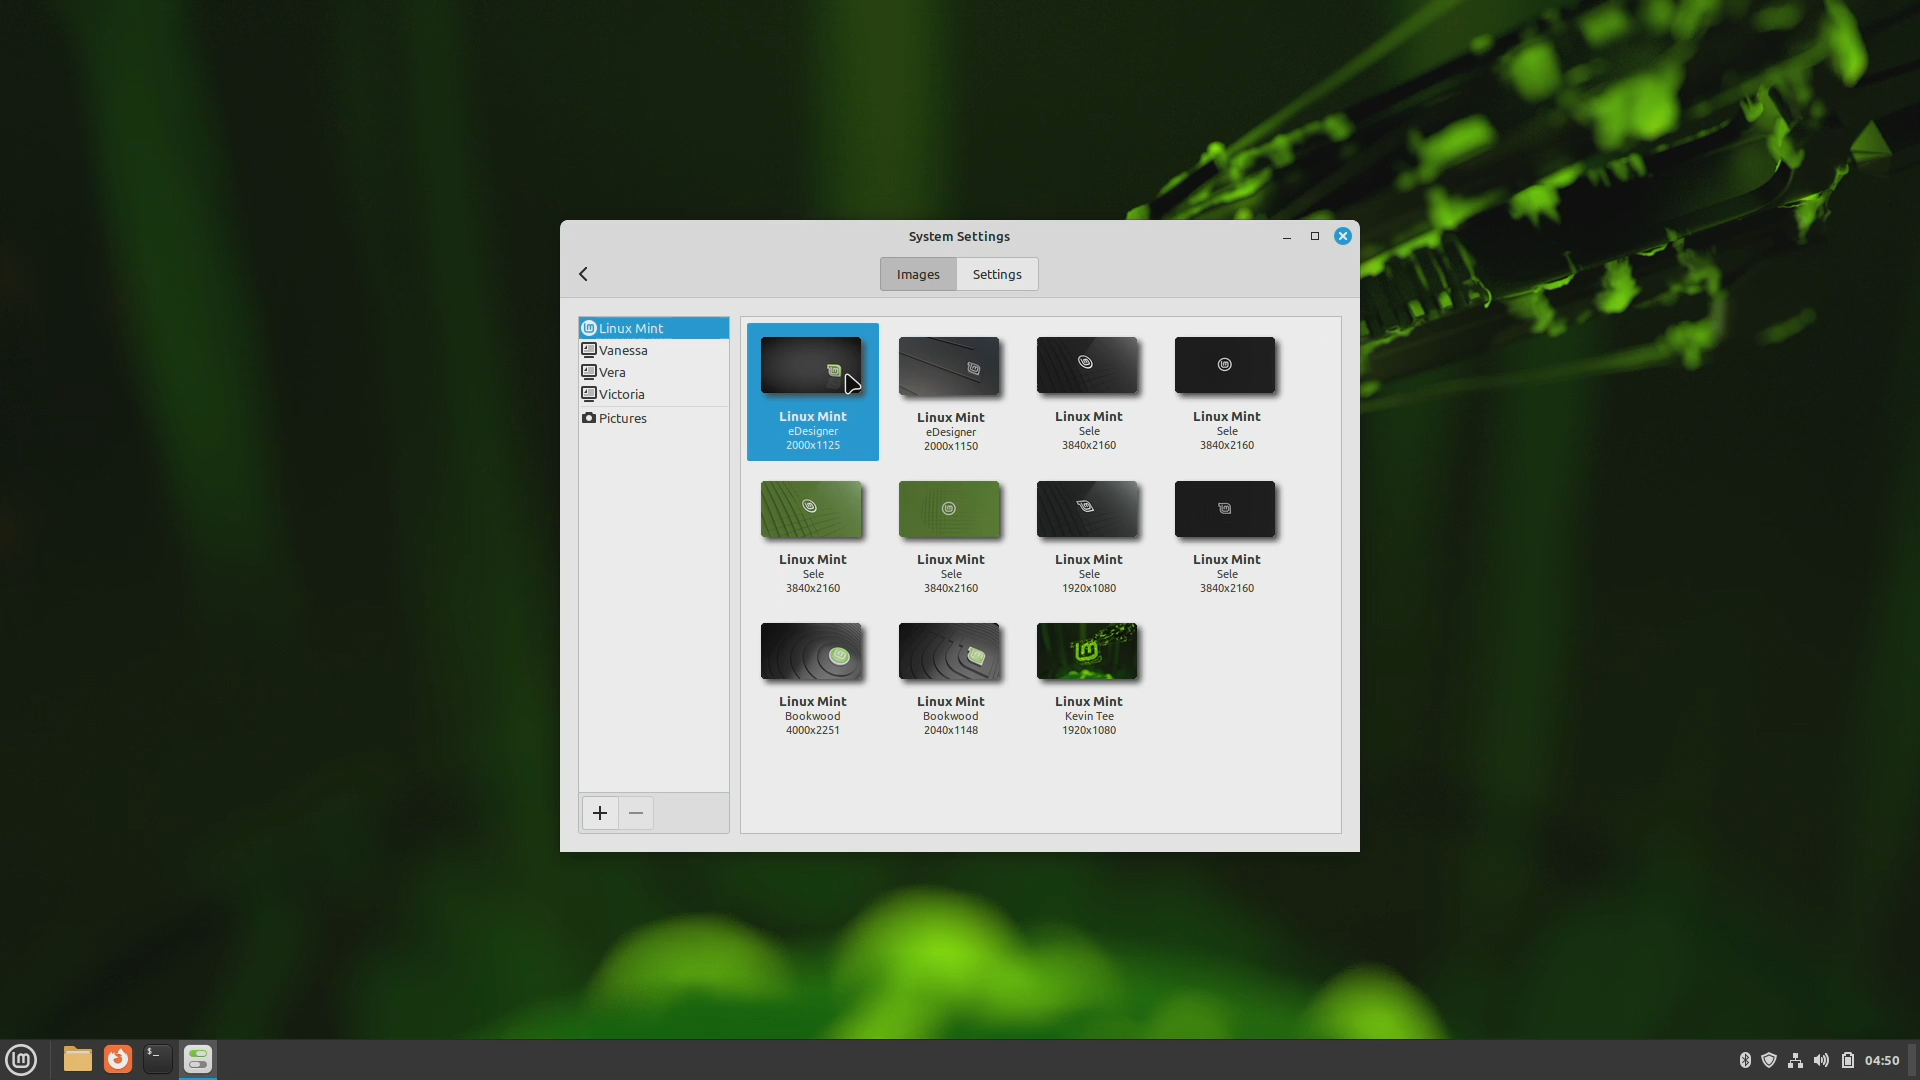 System Settings
Images
Settings
Linux Mint
Vanessa
Vera
Victoria
Pictures
Linux Mint
eDesigner
2000x1125
Linux Mint
eDesigner
2000x1150
Linux Mint
Sele
3840x2160
Linux Mint
Sele
3840x2160
Linux Mint
Sele
3840x2160
Linux Mint
Sele
3840x2160
Linux Mint
Sele
1920x1080
Linux Mint
Sele
3840x2160
Linux Mint
Bookwood
4000x2251
Linux Mint
Bookwood
2040x1148
Linux Mint
Kevin Tee
1920x1080
$_
04:50